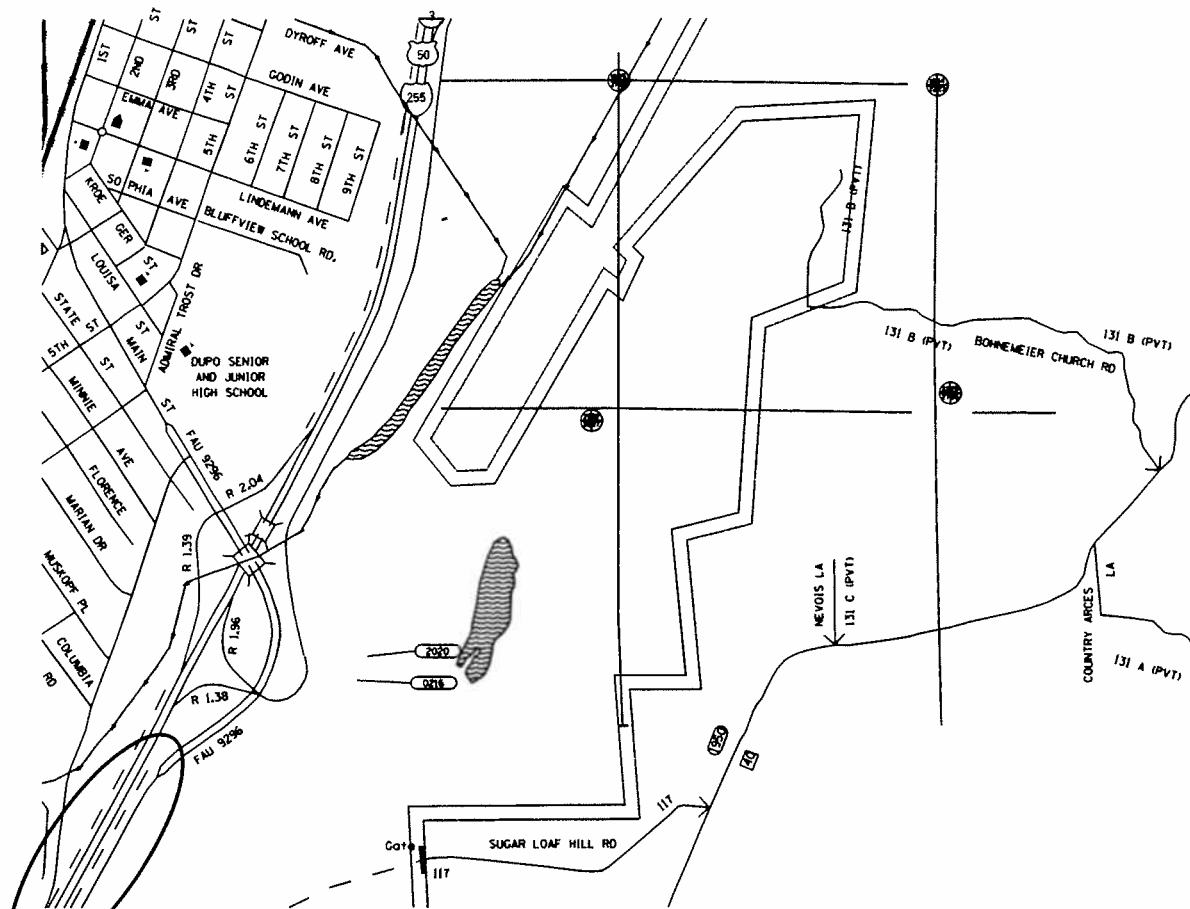 3
50
255
1ST
ST
2ND
ST
3RD
ST
4TH
ST
5TH
6TH ST
7TH ST
8TH ST
9TH ST
DYROFF AVE
GODIN AVE
EMMA AVE
SO PHIA AVE
LINDEMANN AVE
BLUFFVIEW SCHOOL RD.
KROE
GER
ST
LOUISA
ST
MAIN
ST
ADMIRAL TROST DR
STATE ST
5TH
ST
MINNIE
AVE
FLORENCE
MARIAN DR
MUSKOPF PL
COLUMBIA
RD
DUPO SENIOR
AND JUNIOR
HIGH SCHOOL
FAU 9296
R 2.04
R 1.39
R 1.96
R 1.38
FAU 9296
2020
0216
131 B (PVT)
131 B (PVT)
BOHNEMEIER CHURCH RD
131 B (PVT)
NEVOIS LA
131 C (PVT)
COUNTRY ARCES
LA
131 A (PVT)
1950
40
117
SUGAR LOAF HILL RD
Gate
117